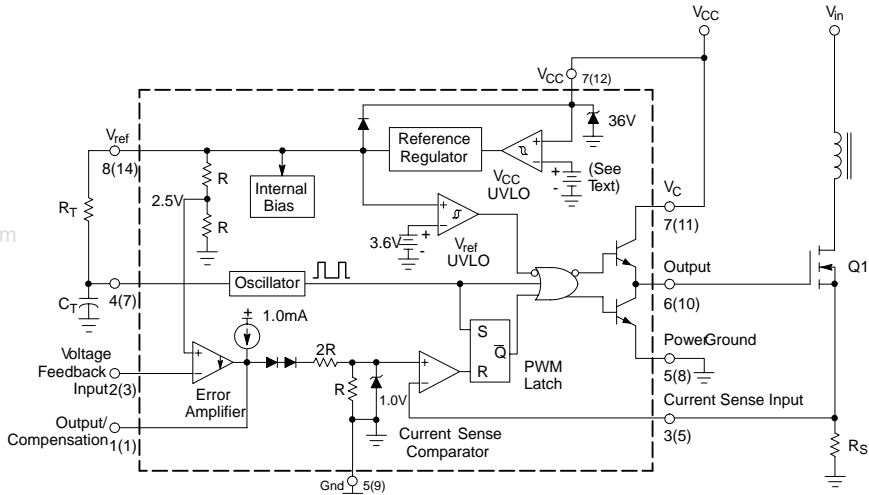 VCC
Vin
VCC 7(12)
Vref
8(14)
Reference
Regulator
36V
+
-
VCC
UVLO
+
-
(See
Text)
VC
7(11)
RT
2.5V
R
R
Internal
Bias
+
-
3.6V
+
-
Vref
UVLO
m
Output
6(10)
Q1
CT
4(7)
Oscillator
+
1.0mA
S
Q
R
PWM
Latch
Power Ground
5(8)
Voltage
Feedback
Input
2(3)
+
-
Error
Amplifier
2R
R
1.0V
+
-
Current Sense
Comparator
Current Sense Input
3(5)
Output/
Compensation
1(1)
RS
Gnd 5(9)